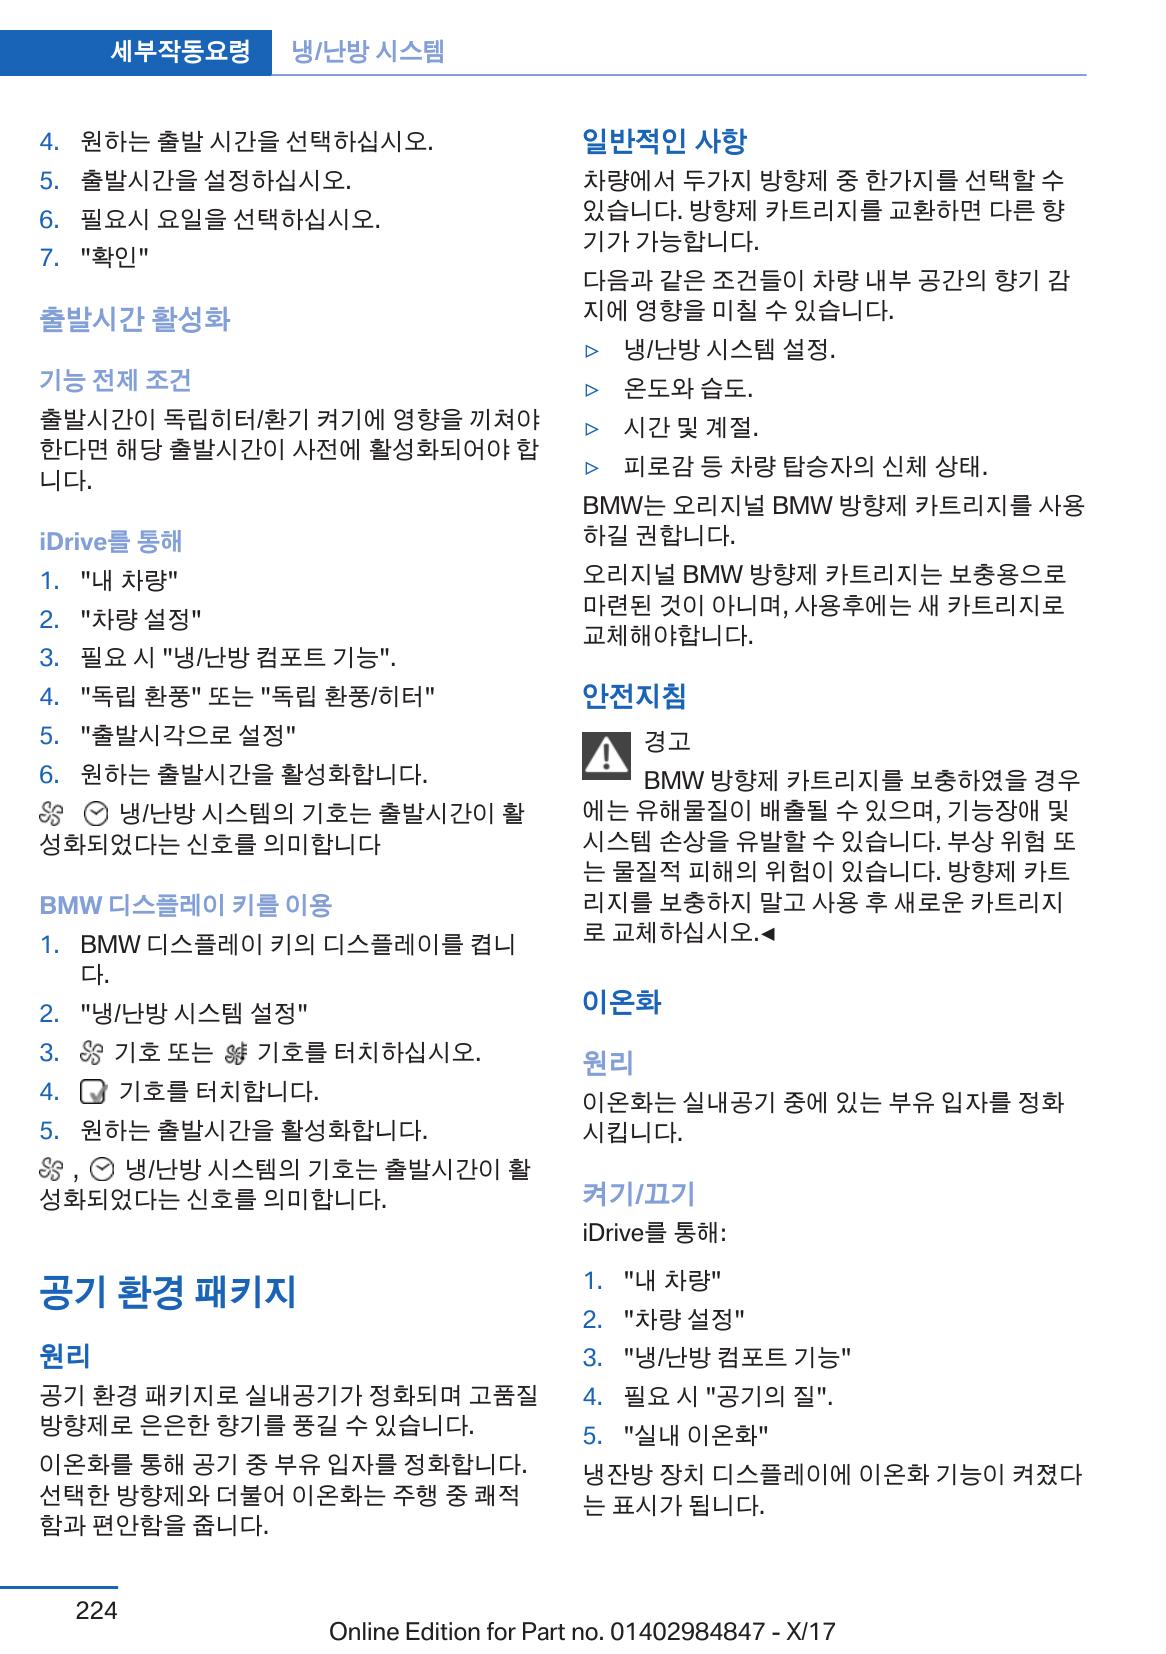 세부작동요령 냉/난방 시스템
4. 원하는 출발 시간을 선택하십시오.
5. 출발시간을 설정하십시오.
6. 필요시 요일을 선택하십시오.
7. "확인"
출발시간 활성화
기능 전제 조건
출발시간이 독립히터/환기 켜기에 영향을 끼쳐야
한다면 해당 출발시간이 사전에 활성화되어야 합
니다.
iDrive를 통해
1. "내 차량"
2. "차량 설정"
3. 필요 시 "냉/난방 컴포트 기능".
4. "독립 환풍" 또는 "독립 환풍/히터"
5. "출발시각으로 설정"
6. 원하는 출발시간을 활성화합니다.
냉/난방 시스템의 기호는 출발시간이 활
성화되었다는 신호를 의미합니다
BMW 디스플레이 키를 이용
1. BMW 디스플레이 키의 디스플레이를 켭니
다.
2. "냉/난방 시스템 설정"
3. 기호 또는 기호를 터치하십시오.
4. 기호를 터치합니다.
5. 원하는 출발시간을 활성화합니다.
, 냉/난방 시스템의 기호는 출발시간이 활
성화되었다는 신호를 의미합니다.
공기 환경 패키지
원리
공기 환경 패키지로 실내공기가 정화되며 고품질
방향제로 은은한 향기를 풍길 수 있습니다.
이온화를 통해 공기 중 부유 입자를 정화합니다.
선택한 방향제와 더불어 이온화는 주행 중 쾌적
함과 편안함을 줍니다.
일반적인 사항
차량에서 두가지 방향제 중 한가지를 선택할 수
있습니다. 방향제 카트리지를 교환하면 다른 향
기가 가능합니다.
다음과 같은 조건들이 차량 내부 공간의 향기 감
지에 영향을 미칠 수 있습니다.
▷ 냉/난방 시스템 설정.
▷ 온도와 습도.
▷ 시간 및 계절.
▷ 피로감 등 차량 탑승자의 신체 상태.
BMW는 오리지널 BMW 방향제 카트리지를 사용
하길 권합니다.
오리지널 BMW 방향제 카트리지는 보충용으로
마련된 것이 아니며, 사용후에는 새 카트리지로
교체해야합니다.
안전지침
경고
BMW 방향제 카트리지를 보충하였을 경우
에는 유해물질이 배출될 수 있으며, 기능장애 및
시스템 손상을 유발할 수 있습니다. 부상 위험 또
는 물질적 피해의 위험이 있습니다. 방향제 카트
리지를 보충하지 말고 사용 후 새로운 카트리지
로 교체하십시오.◄
이온화
원리
이온화는 실내공기 중에 있는 부유 입자를 정화
시킵니다.
켜기/끄기
iDrive를 통해:
1. "내 차량"
2. "차량 설정"
3. "냉/난방 컴포트 기능"
4. 필요 시 "공기의 질".
5. "실내 이온화"
냉잔방 장치 디스플레이에 이온화 기능이 켜졌다
는 표시가 됩니다.
224
Online Edition for Part no. 01402984847 - X/17